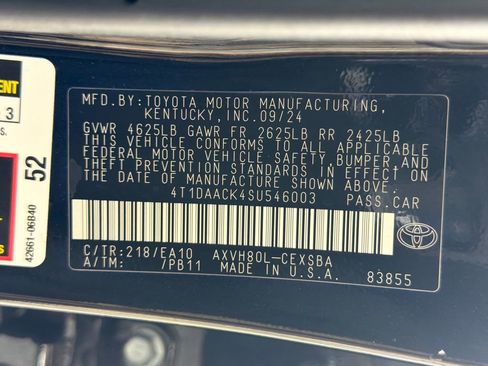 MFD.BY:TOYOTA MOTOR MANUFACTURING,
KENTUCKY,INC.09/24
GVWR 4625LB GAWR FR 2625LB RR 2425LB
THIS VEHICLE CONFORMS TO ALL APPLICABLE
FEDERAL MOTOR VEHICLE SAFETY,BUMPER,AND
THEFT PREVENTION STANDARDS IN EFFECT ON
THE DATE OF MANUFACTURE SHOWN ABOVE.
4T1DAACK4SU546003 PASS.CAR
C/TR:218/EA10 AXVH80L-CEXSBA
A/TM: /PB11 MADE IN U.S.A. 83855
TOYOTA
3
52
42661-06B40